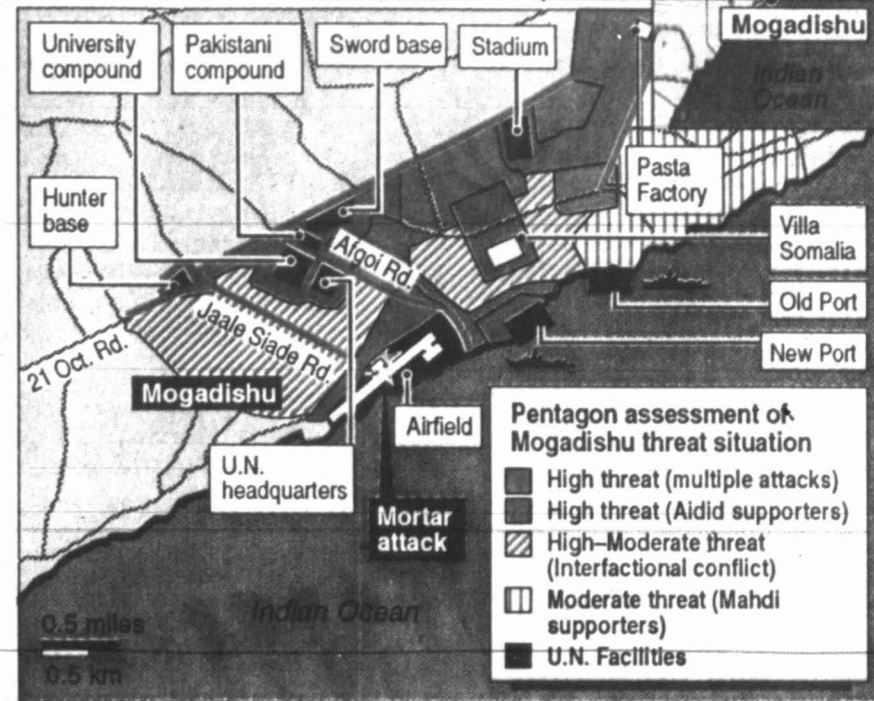 University
compound
Pakistani
compound
Sword base
Stadium
Mogadishu
Indian
Ocean
Hunter
base
Pasta
Factory
Villa
Somalia
Afgoi Rd.
Old Port
Jaale Siade Rd.
21 Oct. Rd.
New Port
Mogadishu
Airfield
U.N.
headquarters
Mortar
attack
Indian Ocean
0.5 miles
0.5 km
Pentagon assessment of
Mogadishu threat situation
High threat (multiple attacks)
High threat (Aidid supporters)
High–Moderate threat
(Interfactional conflict)
Moderate threat (Mahdi
supporters)
U.N. Facilities